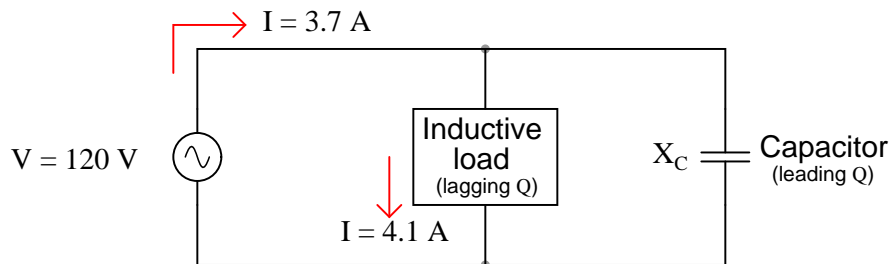 I = 3.7 A
V = 120 V
Inductive
load
(lagging Q)
I = 4.1 A
X_C
Capacitor
(leading Q)